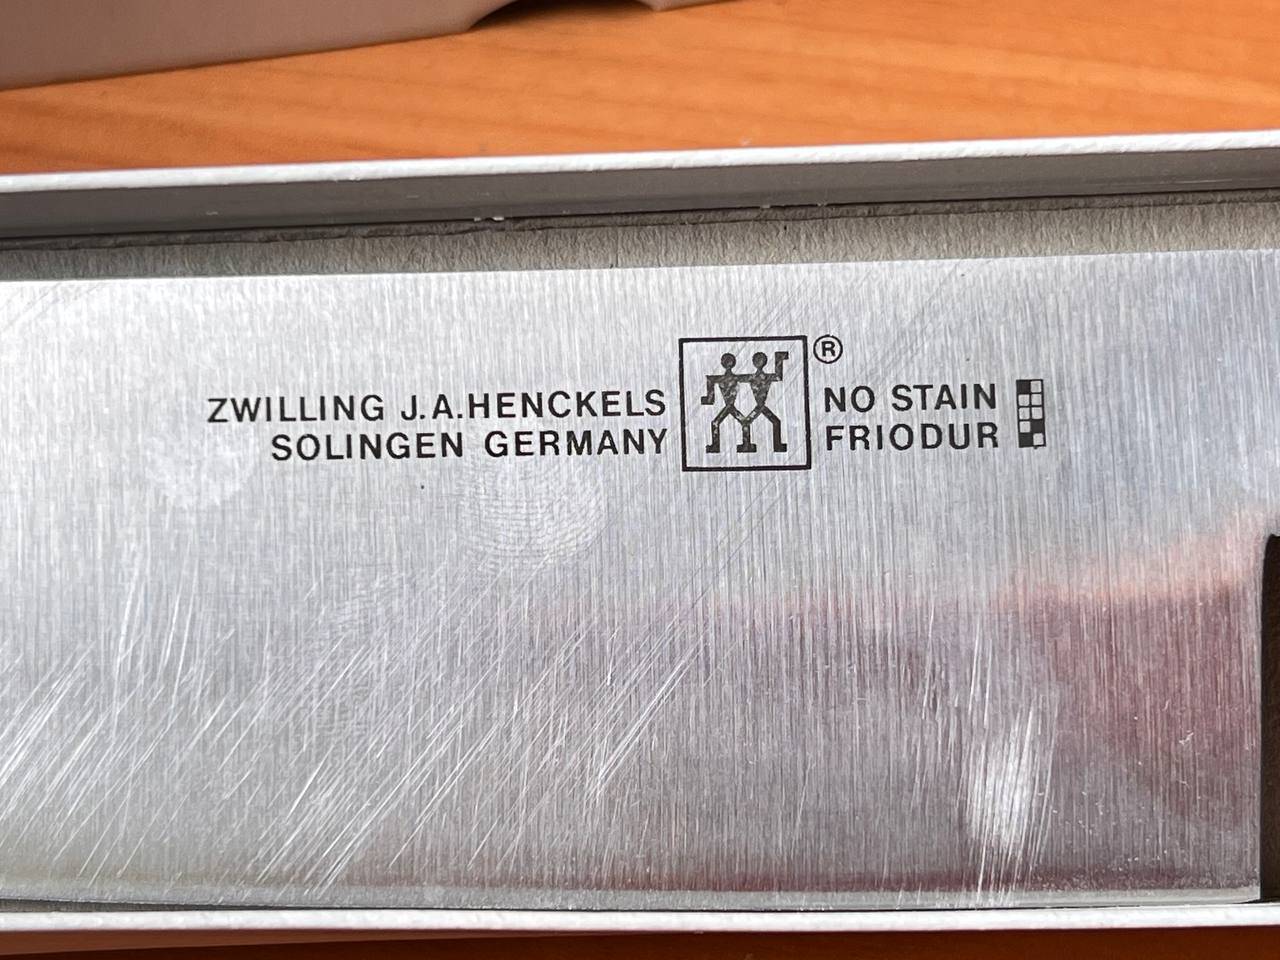 ZWILLING J.A.HENCKELS
SOLINGEN GERMANY
®
NO STAIN
FRIODUR